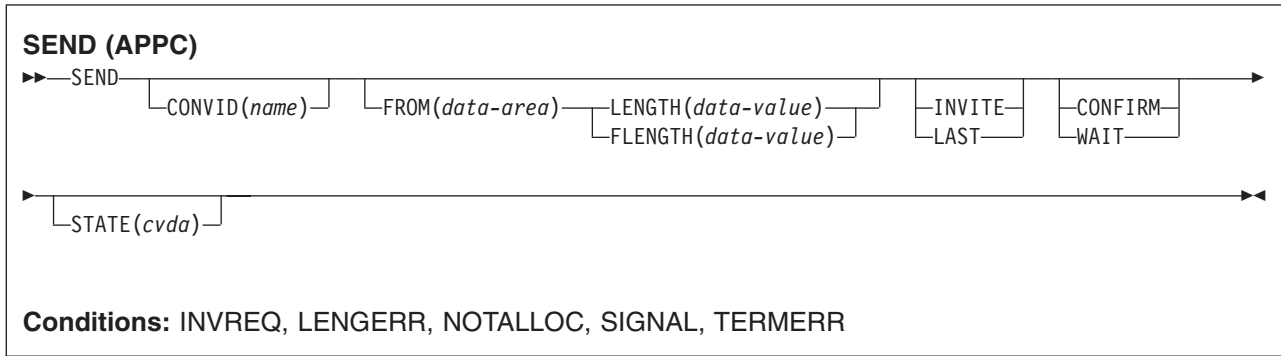 SEND (APPC)
SEND
CONVID(name) FROM(data-area) LENGTH(data-value) INVITE CONFIRM
FLENGTH(data-value) LAST WAIT
STATE(cvda)
Conditions: INVREQ, LENGERR, NOTALLOC, SIGNAL, TERMERR